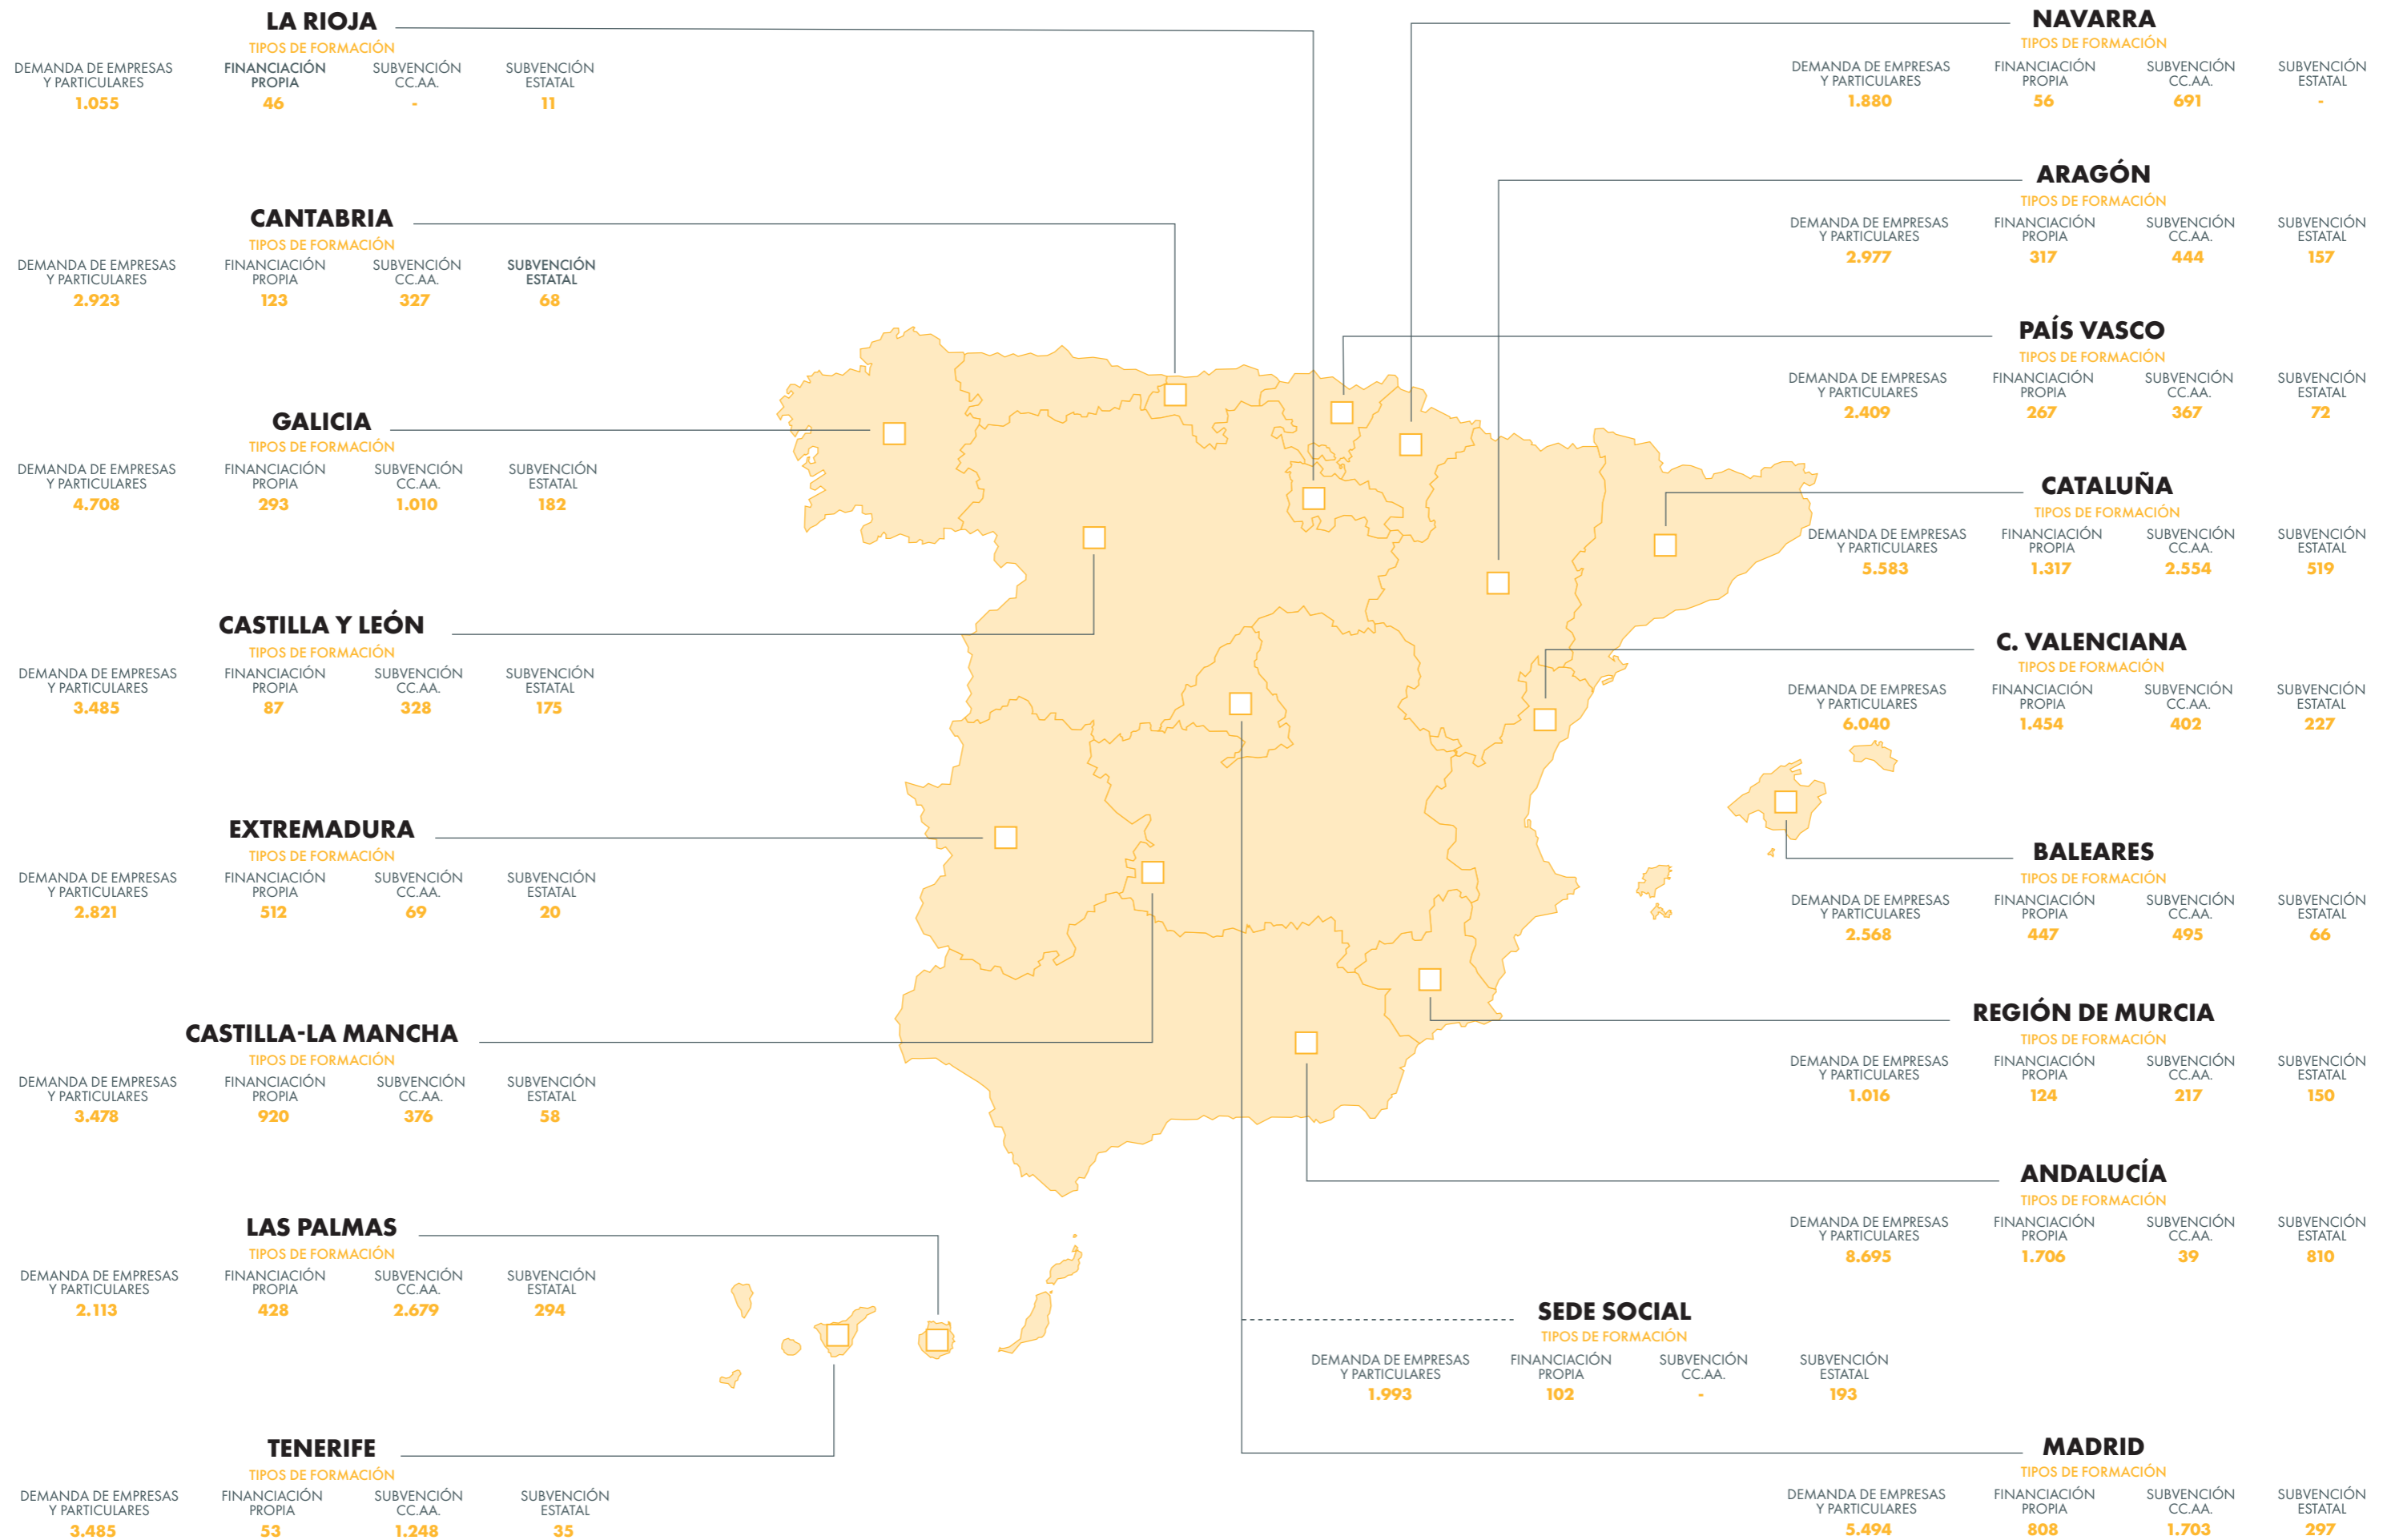 LA RIOJA
TIPOS DE FORMACIÓN
DEMANDA DE EMPRESAS Y PARTICULARES
FINANCIACIÓN PROPIA
SUBVENCIÓN CC.AA.
SUBVENCIÓN ESTATAL
1.055 46 - 11
CANTABRIA
TIPOS DE FORMACIÓN
DEMANDA DE EMPRESAS Y PARTICULARES
FINANCIACIÓN PROPIA
SUBVENCIÓN CC.AA.
SUBVENCIÓN ESTATAL
2.923 123 327 68
GALICIA
TIPOS DE FORMACIÓN
DEMANDA DE EMPRESAS Y PARTICULARES
FINANCIACIÓN PROPIA
SUBVENCIÓN CC.AA.
SUBVENCIÓN ESTATAL
4.708 293 1.010 182
CASTILLA Y LEÓN
TIPOS DE FORMACIÓN
DEMANDA DE EMPRESAS Y PARTICULARES
FINANCIACIÓN PROPIA
SUBVENCIÓN CC.AA.
SUBVENCIÓN ESTATAL
3.485 87 328 175
EXTREMADURA
TIPOS DE FORMACIÓN
DEMANDA DE EMPRESAS Y PARTICULARES
FINANCIACIÓN PROPIA
SUBVENCIÓN CC.AA.
SUBVENCIÓN ESTATAL
2.821 512 69 20
CASTILLA-LA MANCHA
TIPOS DE FORMACIÓN
DEMANDA DE EMPRESAS Y PARTICULARES
FINANCIACIÓN PROPIA
SUBVENCIÓN CC.AA.
SUBVENCIÓN ESTATAL
3.478 920 376 58
LAS PALMAS
TIPOS DE FORMACIÓN
DEMANDA DE EMPRESAS Y PARTICULARES
FINANCIACIÓN PROPIA
SUBVENCIÓN CC.AA.
SUBVENCIÓN ESTATAL
2.113 428 2.679 294
TENERIFE
TIPOS DE FORMACIÓN
DEMANDA DE EMPRESAS Y PARTICULARES
FINANCIACIÓN PROPIA
SUBVENCIÓN CC.AA.
SUBVENCIÓN ESTATAL
3.485 53 1.248 35
NAVARRA
TIPOS DE FORMACIÓN
DEMANDA DE EMPRESAS Y PARTICULARES
FINANCIACIÓN PROPIA
SUBVENCIÓN CC.AA.
SUBVENCIÓN ESTATAL
1.880 56 691 -
ARAGÓN
TIPOS DE FORMACIÓN
DEMANDA DE EMPRESAS Y PARTICULARES
FINANCIACIÓN PROPIA
SUBVENCIÓN CC.AA.
SUBVENCIÓN ESTATAL
2.977 317 444 157
PAÍS VASCO
TIPOS DE FORMACIÓN
DEMANDA DE EMPRESAS Y PARTICULARES
FINANCIACIÓN PROPIA
SUBVENCIÓN CC.AA.
SUBVENCIÓN ESTATAL
2.409 267 367 72
CATALUÑA
TIPOS DE FORMACIÓN
DEMANDA DE EMPRESAS Y PARTICULARES
FINANCIACIÓN PROPIA
SUBVENCIÓN CC.AA.
SUBVENCIÓN ESTATAL
5.583 1.317 2.554 519
C. VALENCIANA
TIPOS DE FORMACIÓN
DEMANDA DE EMPRESAS Y PARTICULARES
FINANCIACIÓN PROPIA
SUBVENCIÓN CC.AA.
SUBVENCIÓN ESTATAL
6.040 1.454 402 227
BALEARES
TIPOS DE FORMACIÓN
DEMANDA DE EMPRESAS Y PARTICULARES
FINANCIACIÓN PROPIA
SUBVENCIÓN CC.AA.
SUBVENCIÓN ESTATAL
2.568 447 495 66
REGIÓN DE MURCIA
TIPOS DE FORMACIÓN
DEMANDA DE EMPRESAS Y PARTICULARES
FINANCIACIÓN PROPIA
SUBVENCIÓN CC.AA.
SUBVENCIÓN ESTATAL
1.016 124 217 150
ANDALUCÍA
TIPOS DE FORMACIÓN
DEMANDA DE EMPRESAS Y PARTICULARES
FINANCIACIÓN PROPIA
SUBVENCIÓN CC.AA.
SUBVENCIÓN ESTATAL
8.695 1.706 39 810
SEDE SOCIAL
TIPOS DE FORMACIÓN
DEMANDA DE EMPRESAS Y PARTICULARES
FINANCIACIÓN PROPIA
SUBVENCIÓN CC.AA.
SUBVENCIÓN ESTATAL
1.993 102 - 193
MADRID
TIPOS DE FORMACIÓN
DEMANDA DE EMPRESAS Y PARTICULARES
FINANCIACIÓN PROPIA
SUBVENCIÓN CC.AA.
SUBVENCIÓN ESTATAL
5.494 808 1.703 297